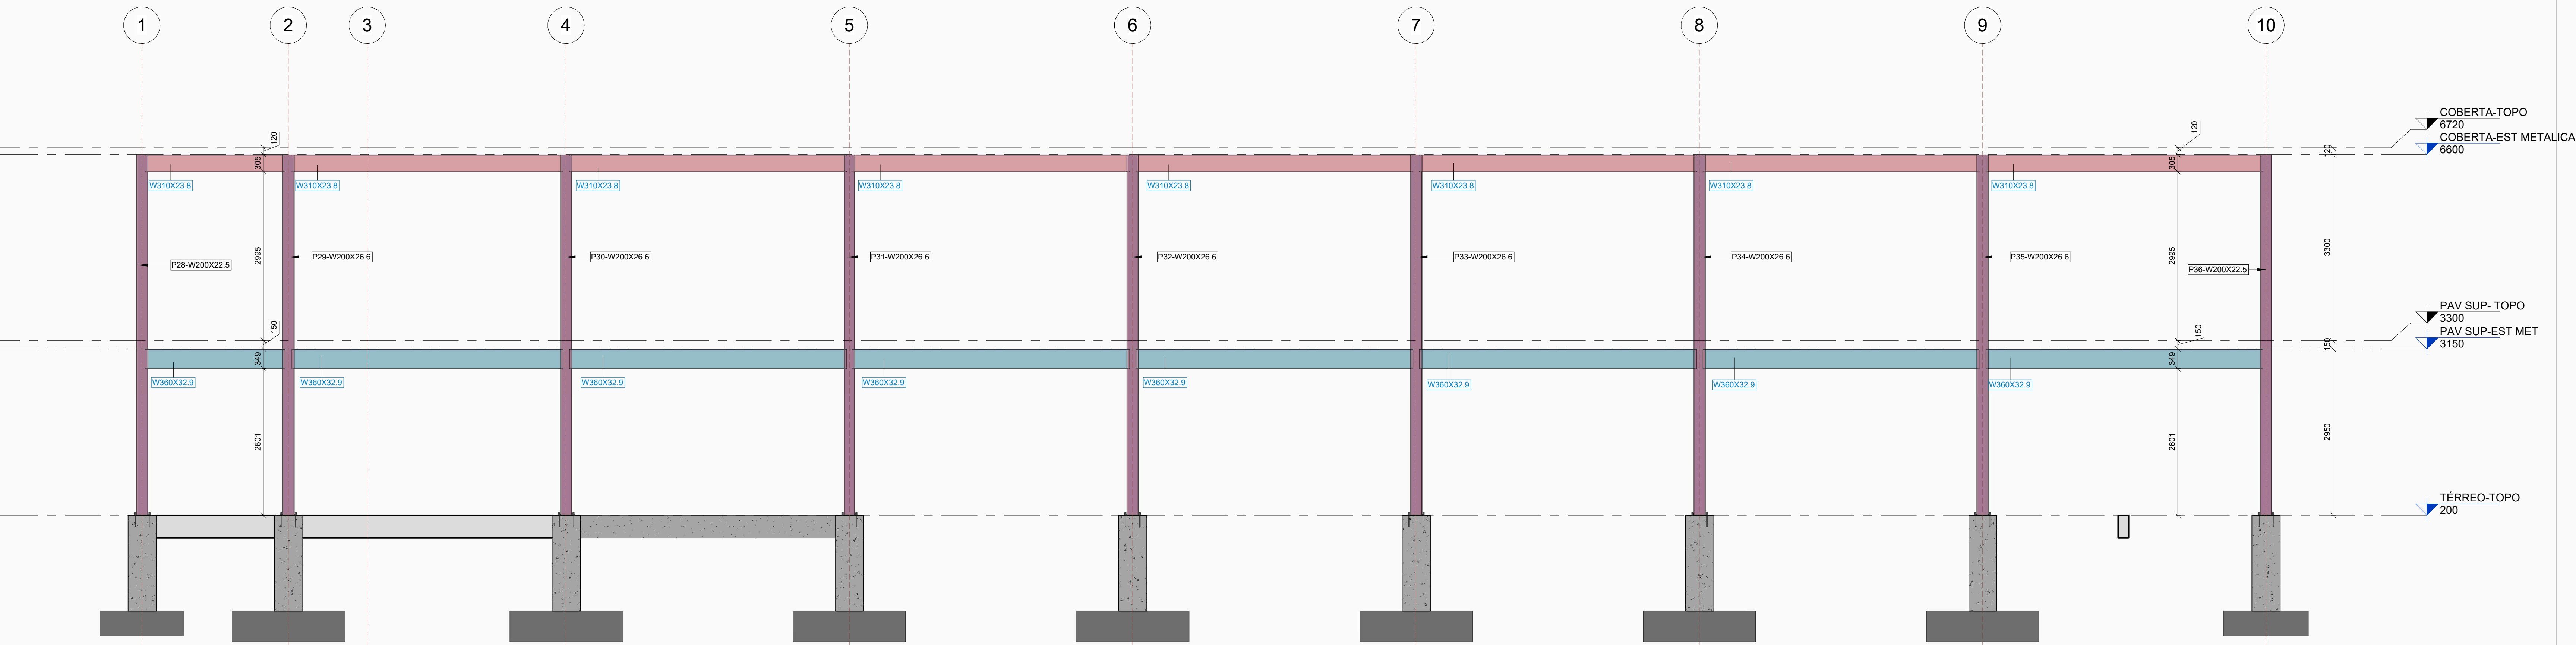 1 2 3 4 5 6 7 8 9 10
COBERTA-TOPO
6720
COBERTA-EST METALICA
6600
120 120 120
305 305
W310X23.8 W310X23.8 W310X23.8 W310X23.8 W310X23.8 W310X23.8 W310X23.8 W310X23.8
2995 2995 3300
P28-W200X22.5 P29-W200X26.6 P30-W200X26.6 P31-W200X26.6 P32-W200X26.6 P33-W200X26.6 P34-W200X26.6 P35-W200X26.6 P36-W200X22.5
PAV SUP- TOPO
3300
PAV SUP-EST MET
3150
150 150 150
349 349
W360X32.9 W360X32.9 W360X32.9 W360X32.9 W360X32.9 W360X32.9 W360X32.9 W360X32.9
2601 2601 2950
TÉRREO-TOPO
200